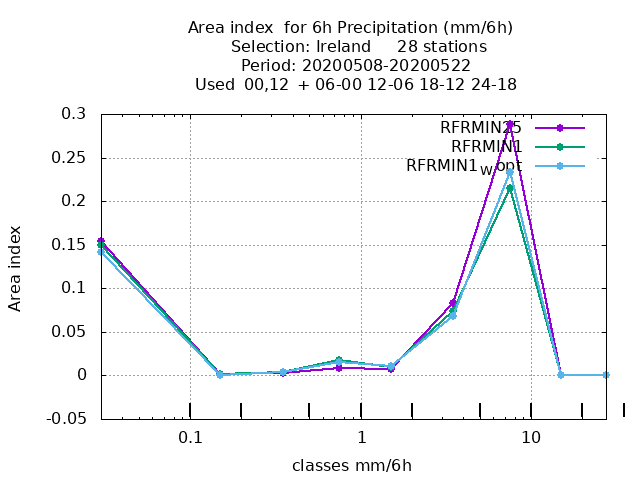 Area index  for 6h Precipitation (mm/6h)
Selection: Ireland     28 stations
Period: 20200508-20200522
Used  00,12  + 06-00 12-06 18-12 24-18
RFRMIN25
RFRMIN1
RFRMIN1_W opt
0.3
0.25
0.2
0.15
0.1
0.05
0
-0.05
Area index
0.1
1
10
classes mm/6h